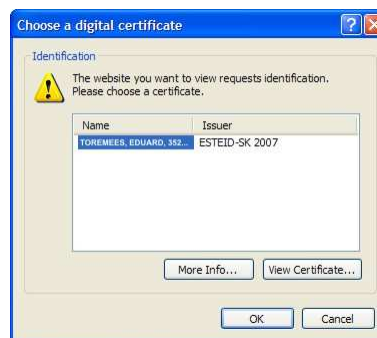 Choose a digital certificate
Identification
The website you want to view requests identification.
Please choose a certificate.
Name Issuer
TOREMEES, EDUARD, 352... ESTEID-SK 2007
More Info... View Certificate...
OK Cancel